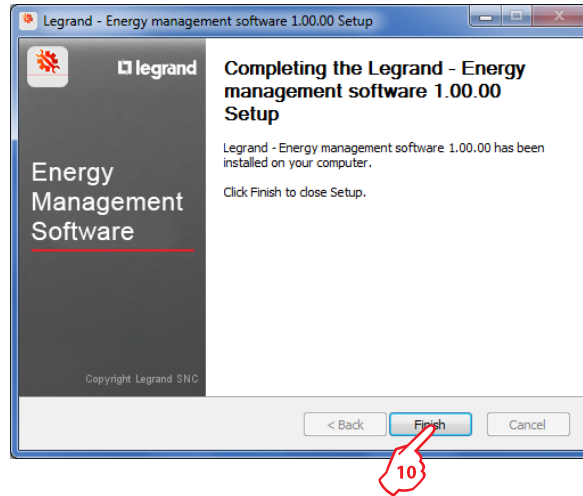 Legrand - Energy management software 1.00.00 Setup
legrand
Energy
Management
Software
Copyright Legrand SNC
Completing the Legrand - Energy
management software 1.00.00
Setup
Legrand - Energy management software 1.00.00 has been
installed on your computer.
Click Finish to close Setup.
< Back
Finish
Cancel
10